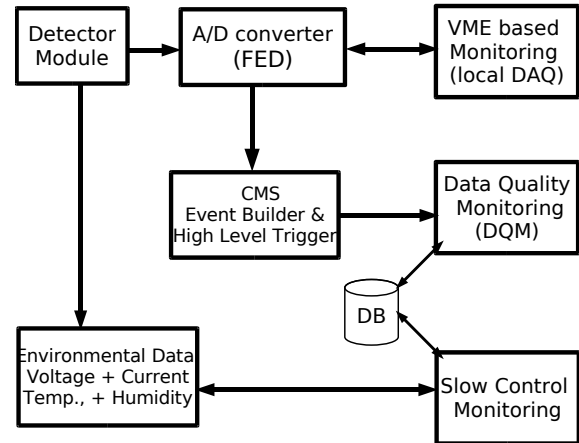 Detector
Module
A/D converter
(FED)
VME based
Monitoring
(local DAQ)
CMS
Event Builder &
High Level Trigger
Data Quality
Monitoring
(DQM)
DB
Environmental Data
Voltage + Current
Temp., + Humidity
Slow Control
Monitoring